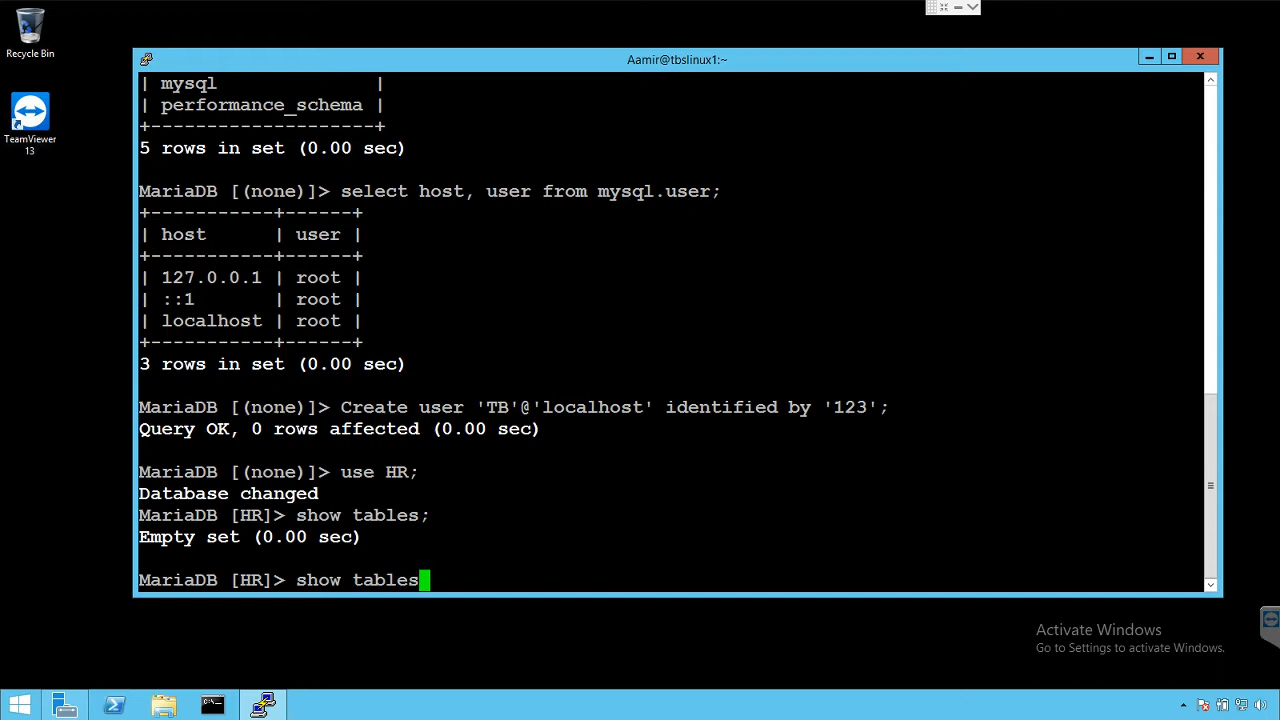 Recycle Bin
TeamViewer
13
Aamir@tbslinux1:~
| mysql              |
| performance_schema |
+--------------------+
5 rows in set (0.00 sec)
MariaDB [(none)]> select host, user from mysql.user;
+-----------+------+
| host      | user |
+-----------+------+
| 127.0.0.1 | root |
| ::1       | root |
| localhost | root |
+-----------+------+
3 rows in set (0.00 sec)
MariaDB [(none)]> Create user 'TB'@'localhost' identified by '123';
Query OK, 0 rows affected (0.00 sec)
MariaDB [(none)]> use HR;
Database changed
MariaDB [HR]> show tables;
Empty set (0.00 sec)
MariaDB [HR]> show tables
Activate Windows
Go to Settings to activate Windows.